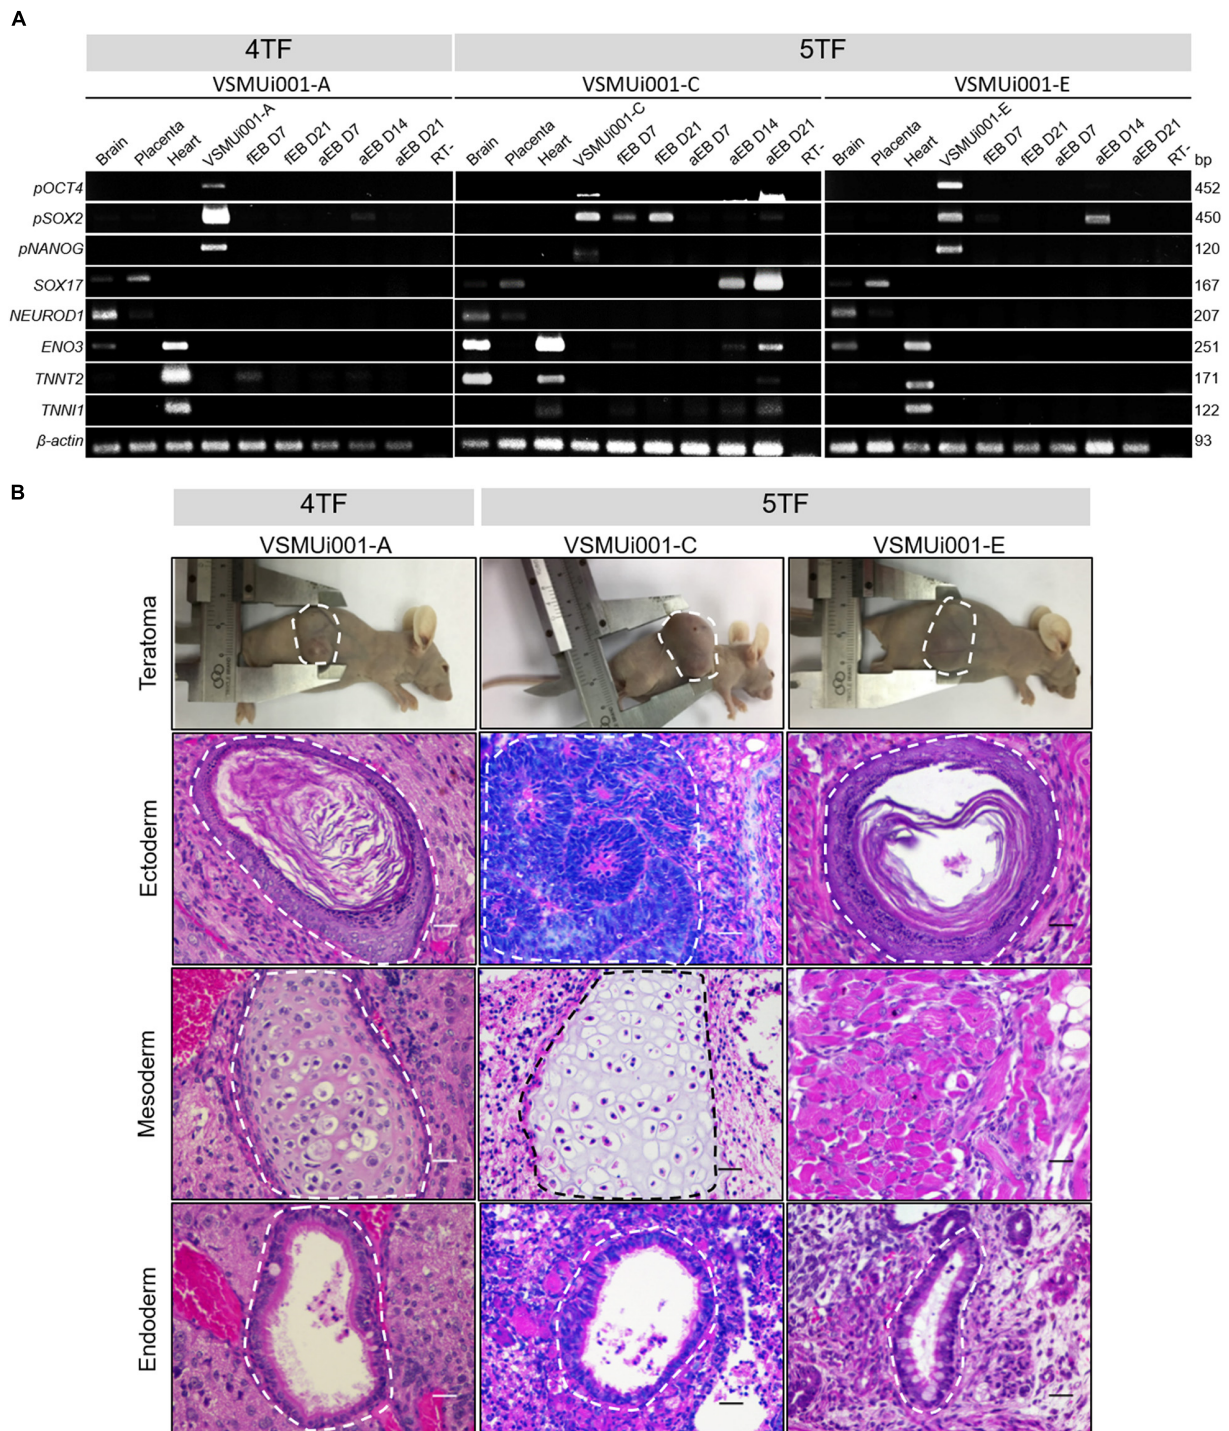 A
4TF
5TF
VSMUi001-A
VSMUi001-C
VSMUi001-E
Brain Placenta Heart VSMUi001-A fEB D7 fEB D21 aEB D7 aEB D14 aEB D21 RT-
Brain Placenta Heart VSMUi001-C fEB D7 fEB D21 aEB D7 aEB D14 aEB D21 RT-
Brain Placenta Heart VSMUi001-E fEB D7 fEB D21 aEB D7 aEB D14 aEB D21 RT-
bp
pOCT4 452
pSOX2 450
pNANOG 120
SOX17 167
NEUROD1 207
ENO3 251
TNNT2 171
TNNI1 122
β-actin 93
B
4TF
5TF
VSMUi001-A
VSMUi001-C
VSMUi001-E
Teratoma
Ectoderm
Mesoderm
Endoderm